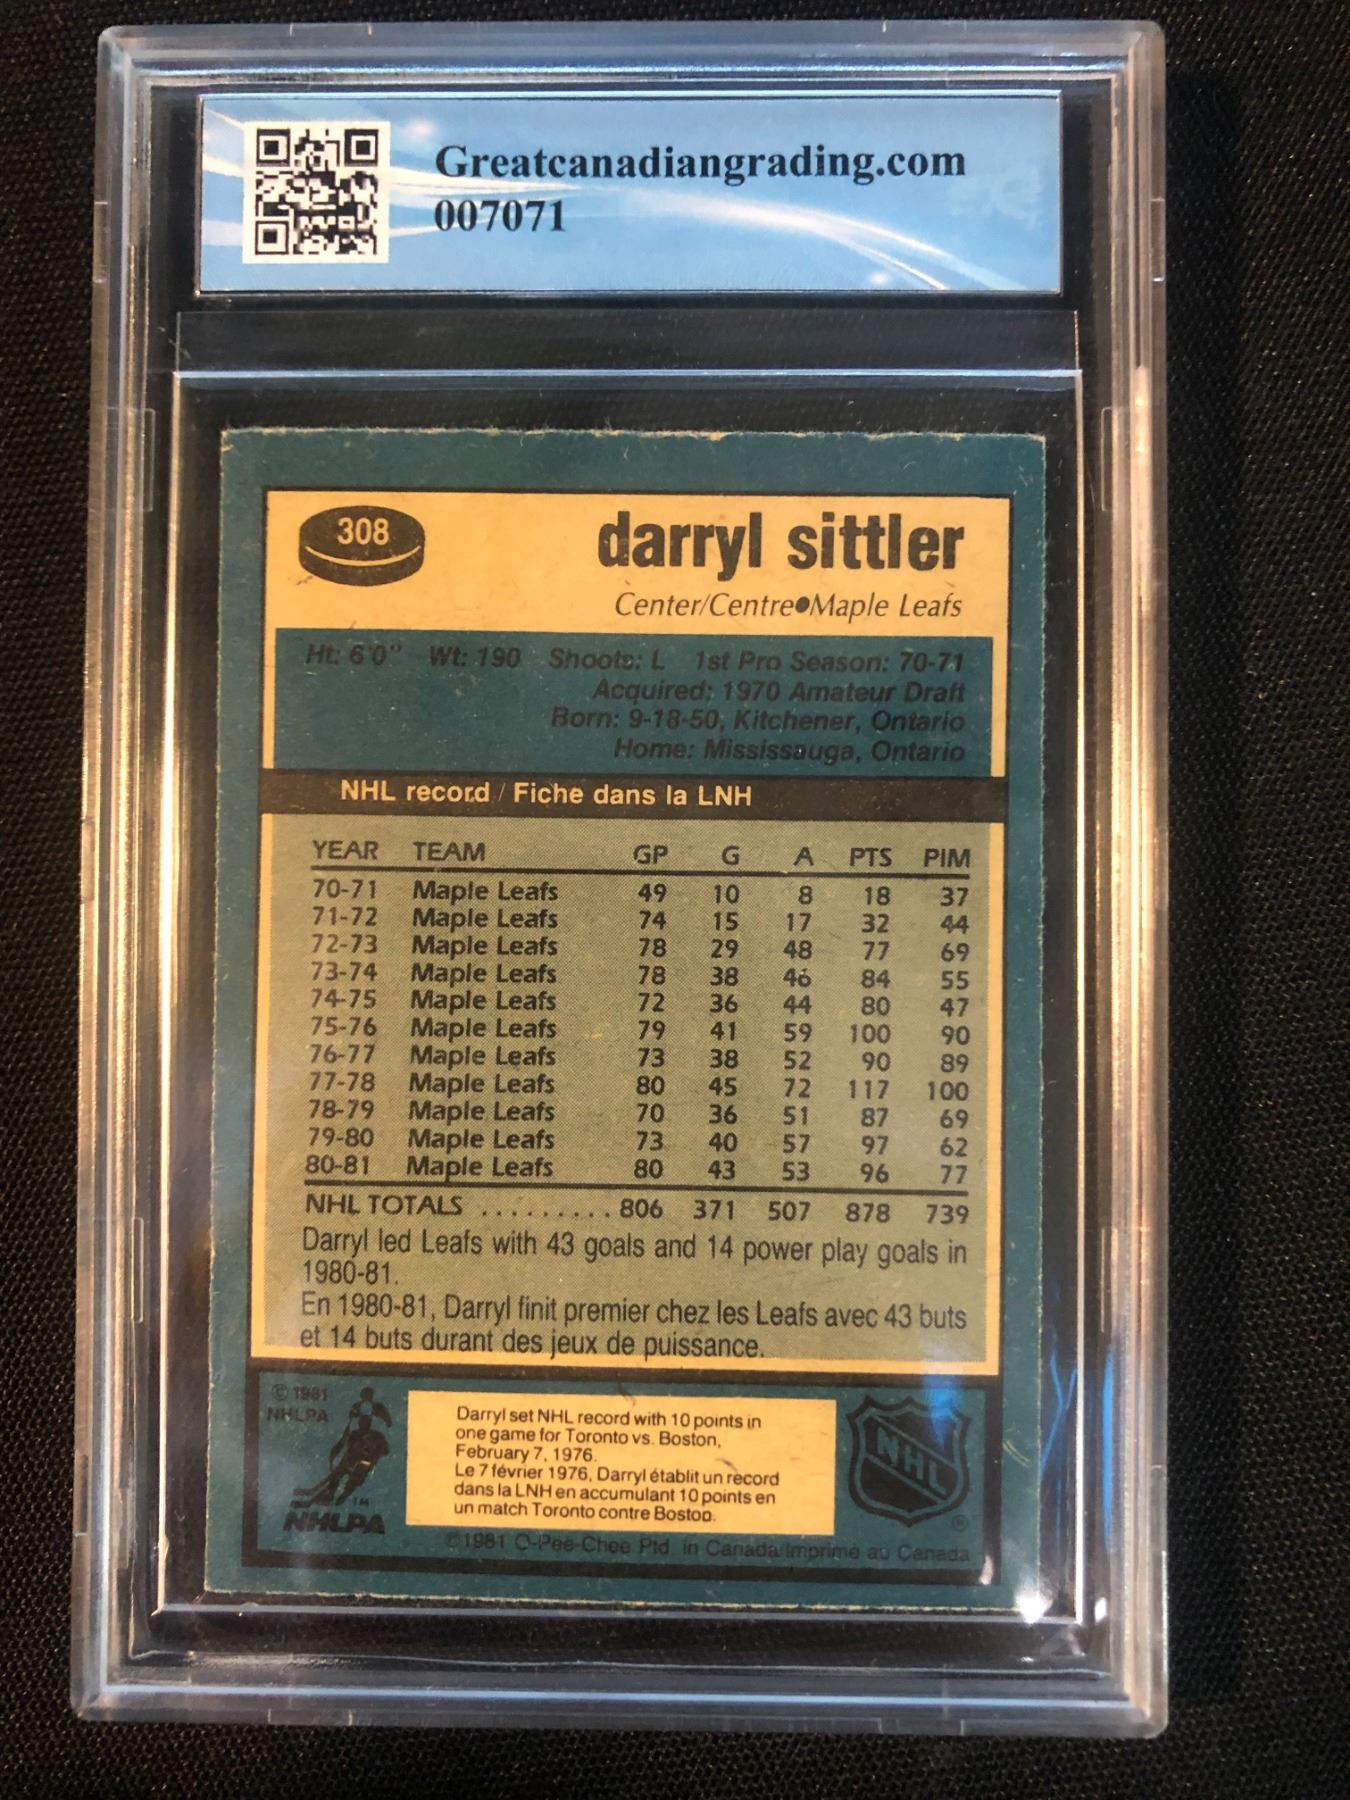 Greatcanadiangrading.com
007071
308
darryl sittler
Center/Centre●Maple Leafs
Ht: 6'0" Wt: 190 Shoots: L 1st Pro Season: 70-71
Acquired: 1970 Amateur Draft
Born: 9-18-50, Kitchener, Ontario
Home: Mississauga, Ontario
NHL record / Fiche dans la LNH
YEAR TEAM GP G A PTS PIM
70-71 Maple Leafs 49 10 8 18 37
71-72 Maple Leafs 74 15 17 32 44
72-73 Maple Leafs 78 29 48 77 69
73-74 Maple Leafs 78 38 46 84 55
74-75 Maple Leafs 72 36 44 80 47
75-76 Maple Leafs 79 41 59 100 90
76-77 Maple Leafs 73 38 52 90 89
77-78 Maple Leafs 80 45 72 117 100
78-79 Maple Leafs 70 36 51 87 69
79-80 Maple Leafs 73 40 57 97 62
80-81 Maple Leafs 80 43 53 96 77
NHL TOTALS ......... 806 371 507 878 739
Darryl led Leafs with 43 goals and 14 power play goals in
1980-81.
En 1980-81, Darryl finit premier chez les Leafs avec 43 buts
et 14 buts durant des jeux de puissance.
© 1981
NHLPA
TM
NHLPA
Darryl set NHL record with 10 points in
one game for Toronto vs. Boston,
February 7, 1976.
Le 7 février 1976, Darryl établit un record
dans la LNH en accumulant 10 points en
un match Toronto contre Boston.
NHL
®
©1981 O-Pee-Chee Ptd. in Canada/Imprime au Canada